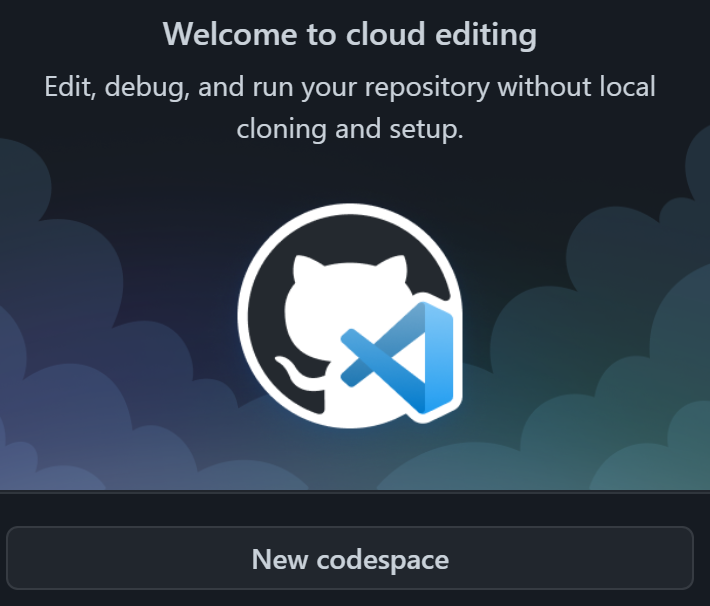 Welcome to cloud editing
Edit, debug, and run your repository without local
cloning and setup.
New codespace